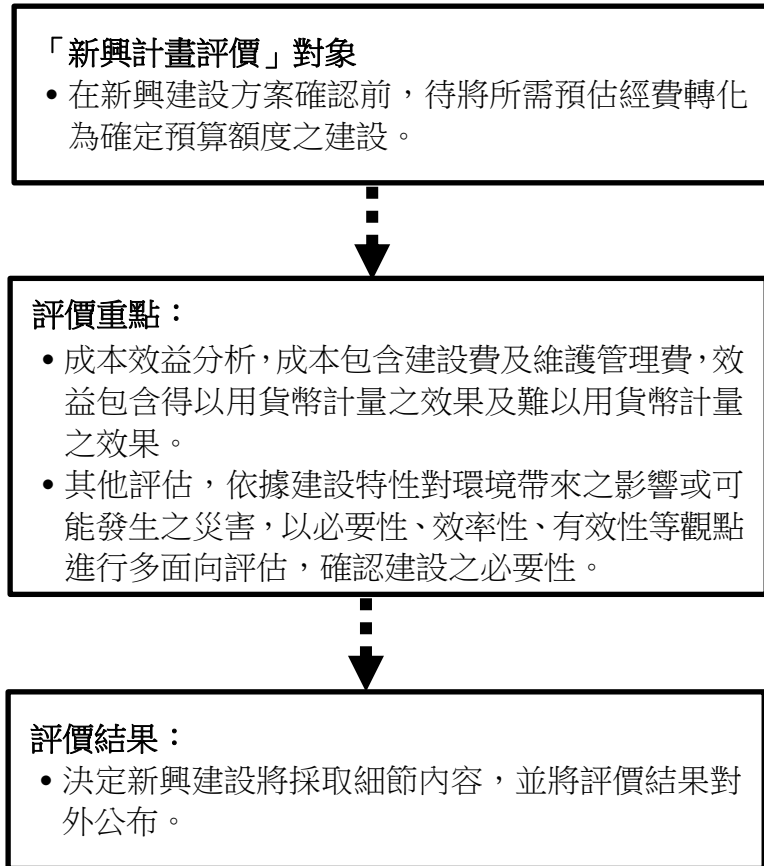 「新興計畫評價」對象
• 在新興建設方案確認前，待將所需預估經費轉化
為確定預算額度之建設。
評價重點：
• 成本效益分析，成本包含建設費及維護管理費，效
益包含得以用貨幣計量之效果及難以用貨幣計量
之效果。
• 其他評估，依據建設特性對環境帶來之影響或可
能發生之災害，以必要性、效率性、有效性等觀點
進行多面向評估，確認建設之必要性。
評價結果：
• 決定新興建設將採取細節內容，並將評價結果對
外公布。